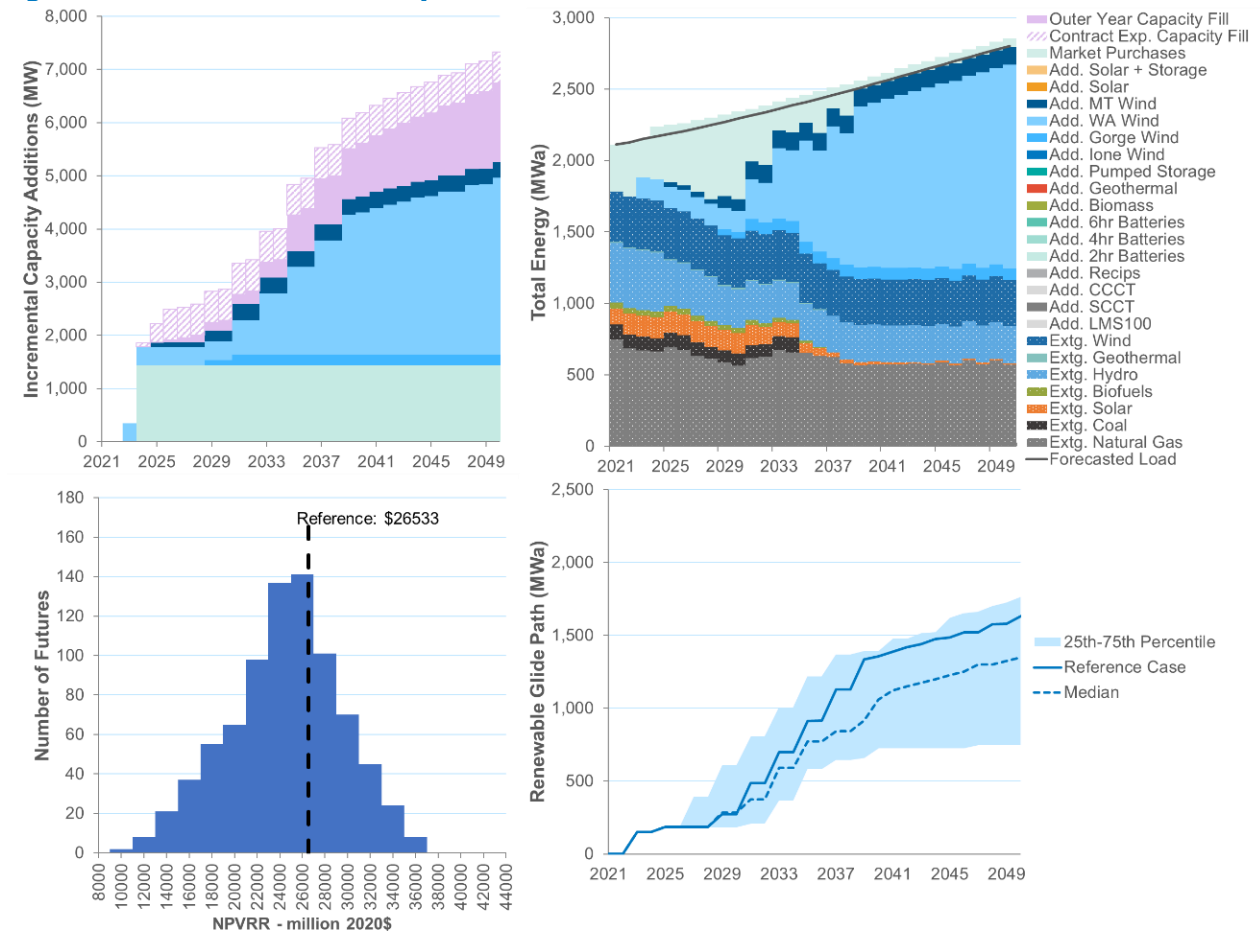 8,000
7,000
6,000
5,000
4,000
3,000
2,000
1,000
0
Incremental Capacity Additions (MW)
2021 2025 2029 2033 2037 2041 2045 2049
3,000
2,500
2,000
1,500
1,000
500
0
Total Energy (MWa)
2021 2025 2029 2033 2037 2041 2045 2049
Outer Year Capacity Fill
Contract Exp. Capacity Fill
Market Purchases
Add. Solar + Storage
Add. Solar
Add. MT Wind
Add. WA Wind
Add. Gorge Wind
Add. Ione Wind
Add. Pumped Storage
Add. Geothermal
Add. Biomass
Add. 6hr Batteries
Add. 4hr Batteries
Add. 2hr Batteries
Add. Recips
Add. CCCT
Add. SCCT
Add. LMS100
Extg. Wind
Extg. Geothermal
Extg. Hydro
Extg. Biofuels
Extg. Solar
Extg. Coal
Extg. Natural Gas
Forecasted Load
180
160
140
120
100
80
60
40
20
0
Number of Futures
Reference: $26533
8000 10000 12000 14000 16000 18000 20000 22000 24000 26000 28000 30000 32000 34000 36000 38000 40000 42000 44000
NPVRR - million 2020$
2,500
2,000
1,500
1,000
500
0
Renewable Glide Path (MWa)
2021 2025 2029 2033 2037 2041 2045 2049
25th-75th Percentile
Reference Case
Median